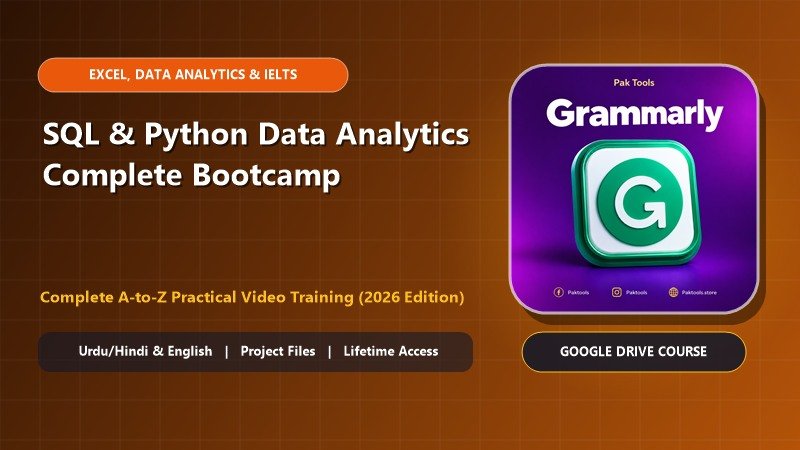 EXCEL, DATA ANALYTICS & IELTS
SQL & Python Data Analytics
Complete Bootcamp
Complete A-to-Z Practical Video Training (2026 Edition)
Urdu/Hindi & English | Project Files | Lifetime Access
Pak Tools
Grammarly
G
Paktools
Paktools
Paktools.store
GOOGLE DRIVE COURSE